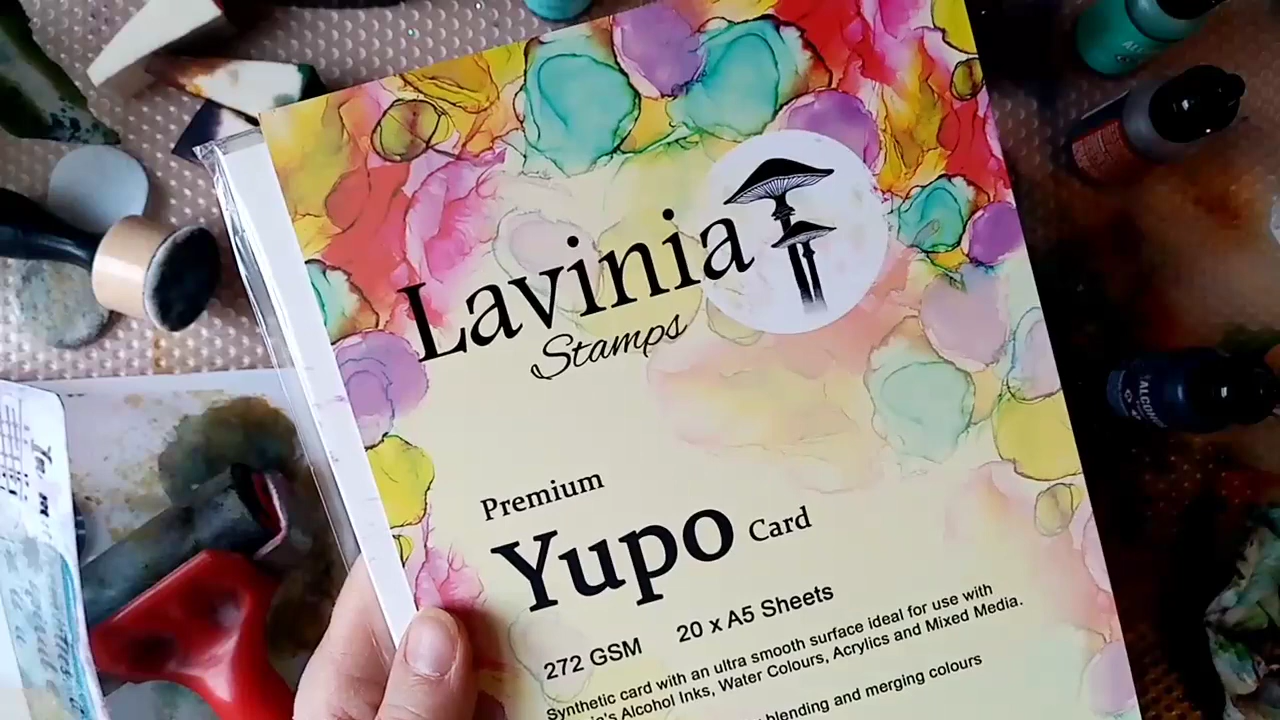 Lavinia
Stamps
Premium
Yupo Card
272 GSM 20 x A5 Sheets
Synthetic card with an ultra smooth surface ideal for use with
Alcohol Inks, Water Colours, Acrylics and Mixed Media.
blending and merging colours